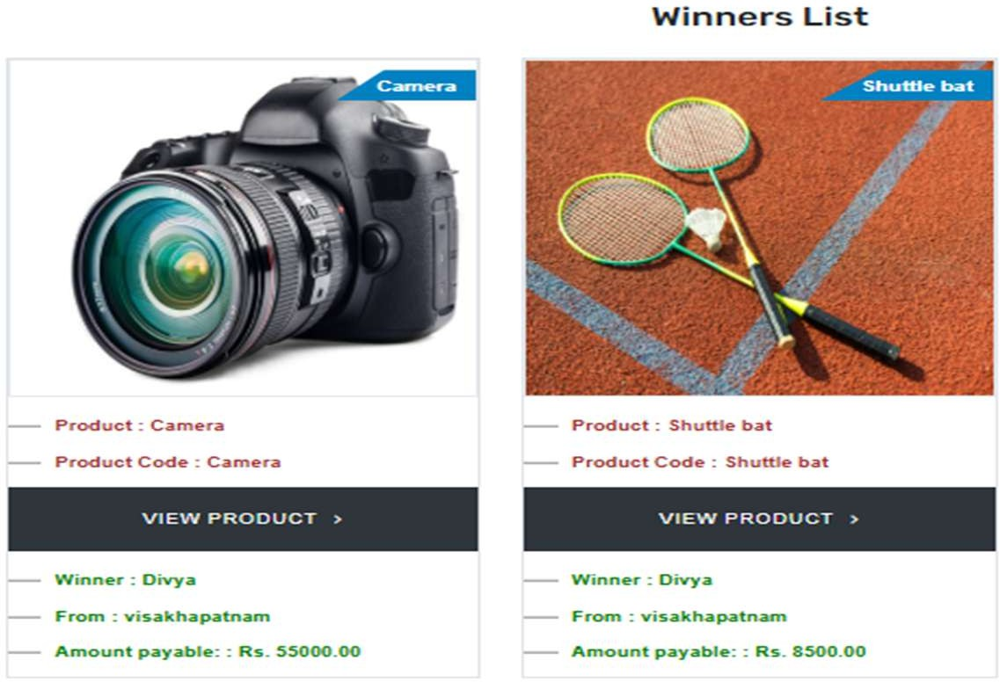 Winners List
Camera
Product : Camera
Product Code : Camera
VIEW PRODUCT >
Winner : Divya
From : visakhapatnam
Amount payable: : Rs. 55000.00
Shuttle bat
Product : Shuttle bat
Product Code : Shuttle bat
VIEW PRODUCT >
Winner : Divya
From : visakhapatnam
Amount payable: : Rs. 8500.00